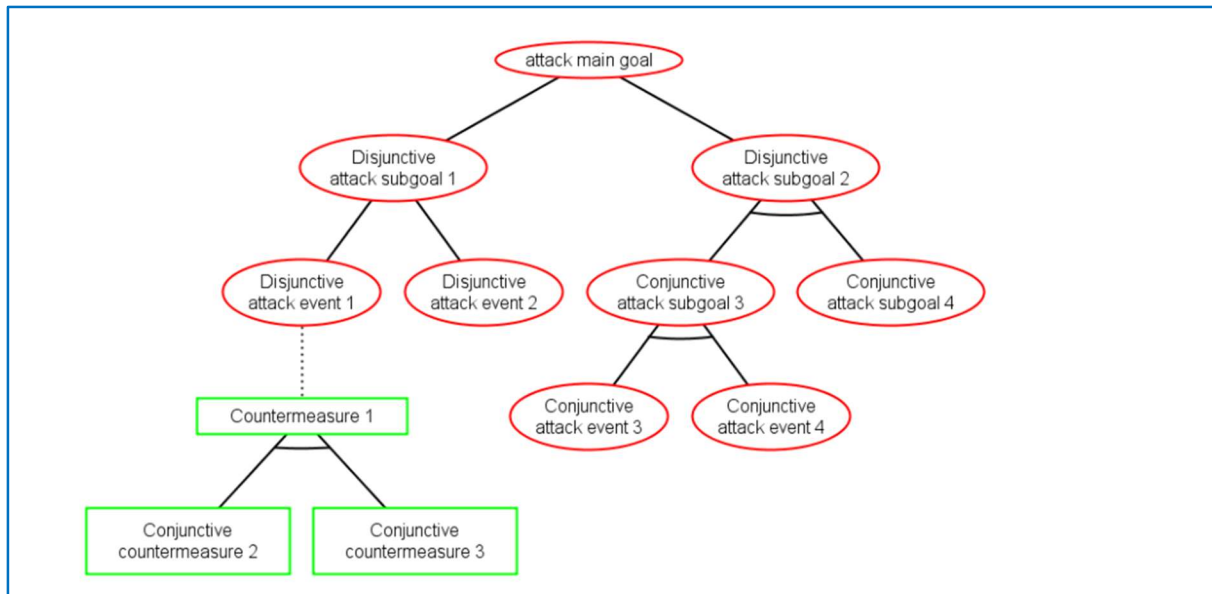 attack main goal
Disjunctive
attack subgoal 1
Disjunctive
attack subgoal 2
Disjunctive
attack event 1
Disjunctive
attack event 2
Conjunctive
attack subgoal 3
Conjunctive
attack subgoal 4
Countermeasure 1
Conjunctive
attack event 3
Conjunctive
attack event 4
Conjunctive
countermeasure 2
Conjunctive
countermeasure 3